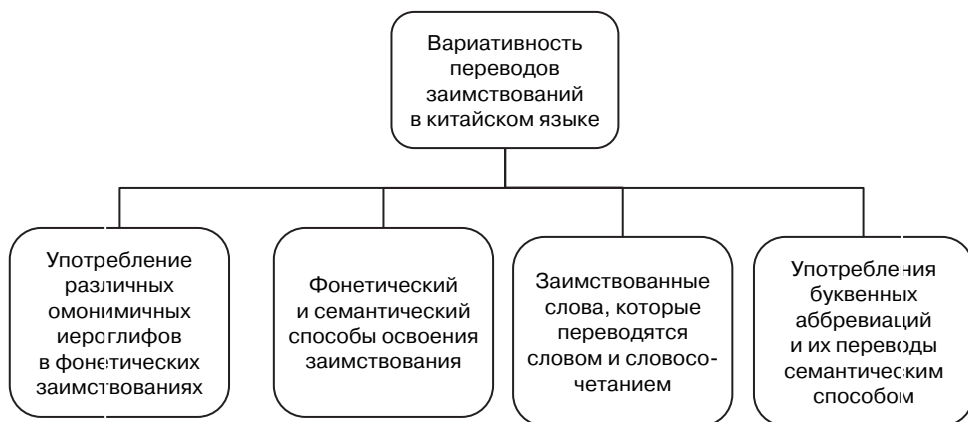 Вариативность
переводов
заимствований
в китайском языке
Употребление
различных
омонимичных
иероглифов
в фонетических
заимствованиях
Фонетический
и семантический
способы освоения
заимствования
Заимствованные
слова, которые
переводятся
словом и словосо-
четанием
Употребления
буквенных
аббревиаций
и их переводы
семантическим
способом